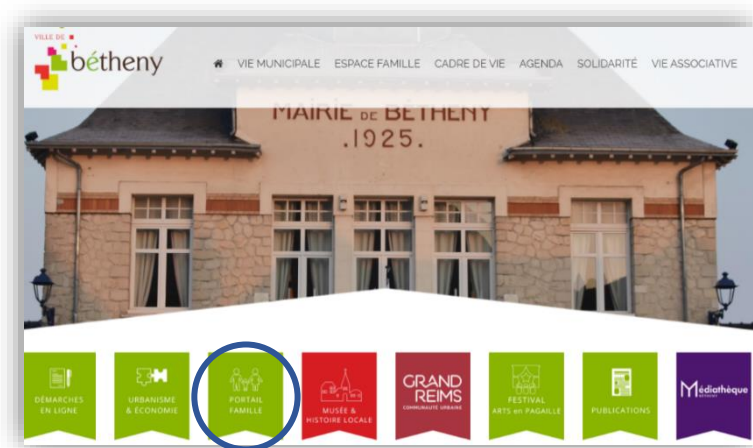 VILLE DE
bétheny
VIE MUNICIPALE ESPACE FAMILLE CADRE DE VIE AGENDA SOLIDARITÉ VIE ASSOCIATIVE
MAIRIE DE BÉTHENY
.1925.
DÉMARCHES
EN LIGNE
URBANISME
& ÉCONOMIE
PORTAIL
FAMILLE
MUSÉE &
HISTOIRE LOCALE
GRAND
REIMS
COMMUNAUTÉ URBAINE
FESTIVAL
ARTS en PAGAILLE
PUBLICATIONS
Médiathèque